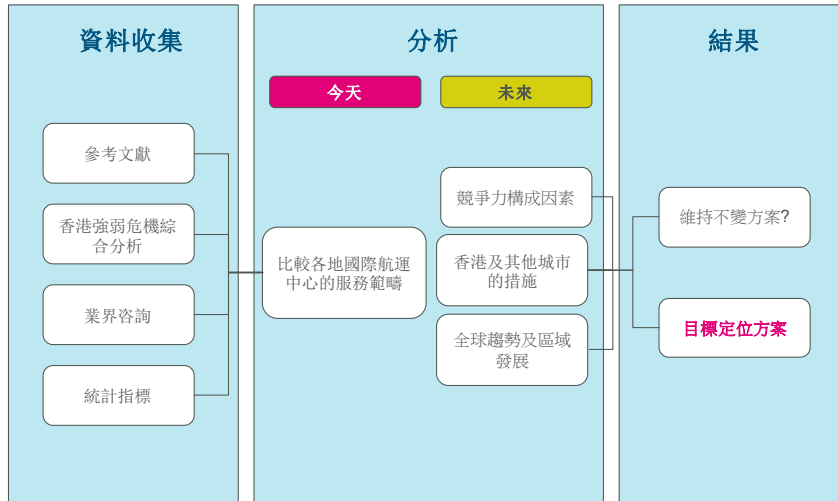 資料收集
參考文獻
香港強弱危機綜
合分析
業界咨詢
統計指標
分析
今天
未來
比較各地國際航運
中心的服務範疇
競爭力構成因素
香港及其他城市
的措施
全球趨勢及區域
發展
結果
維持不變方案?
目標定位方案